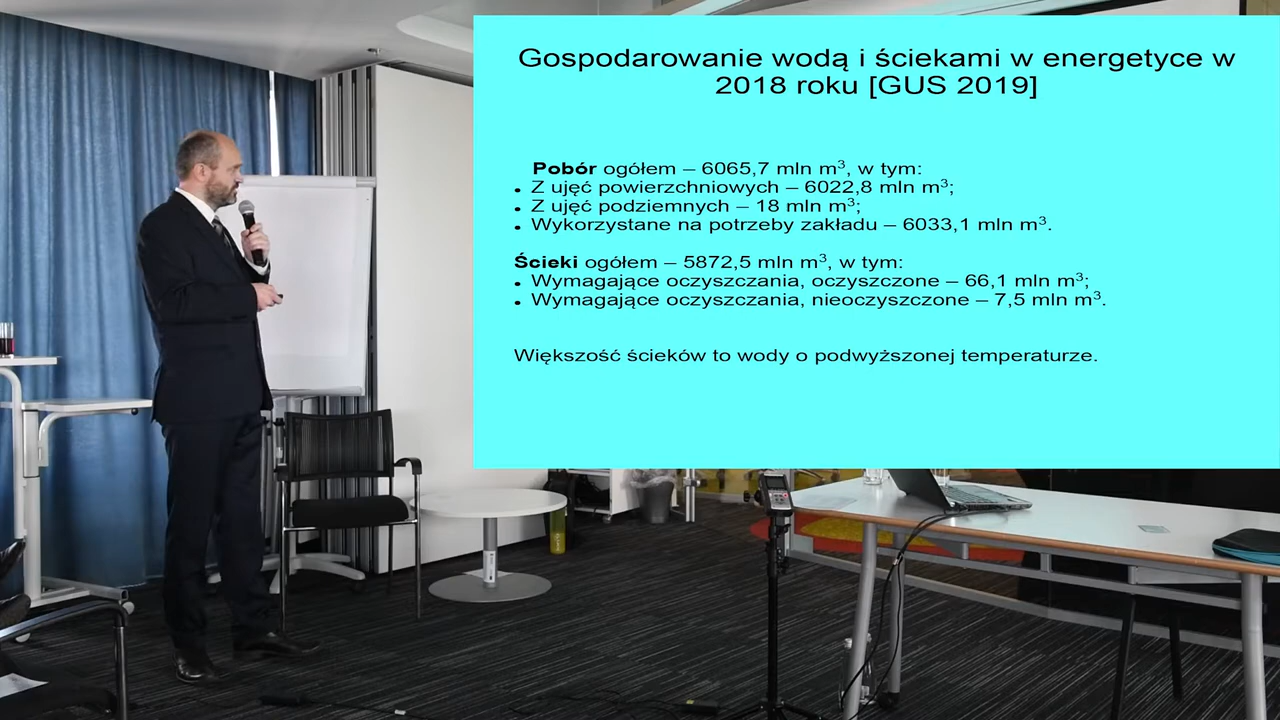 Gospodarowanie wodą i ściekami w energetyce w
2018 roku [GUS 2019]
Pobór ogółem – 6065,7 mln m³, w tym:
• Z ujęć powierzchniowych – 6022,8 mln m³;
• Z ujęć podziemnych – 18 mln m³;
• Wykorzystane na potrzeby zakładu – 6033,1 mln m³.
Ścieki ogółem – 5872,5 mln m³, w tym:
• Wymagające oczyszczania, oczyszczone – 66,1 mln m³;
• Wymagające oczyszczania, nieoczyszczone – 7,5 mln m³.
Większość ścieków to wody o podwyższonej temperaturze.